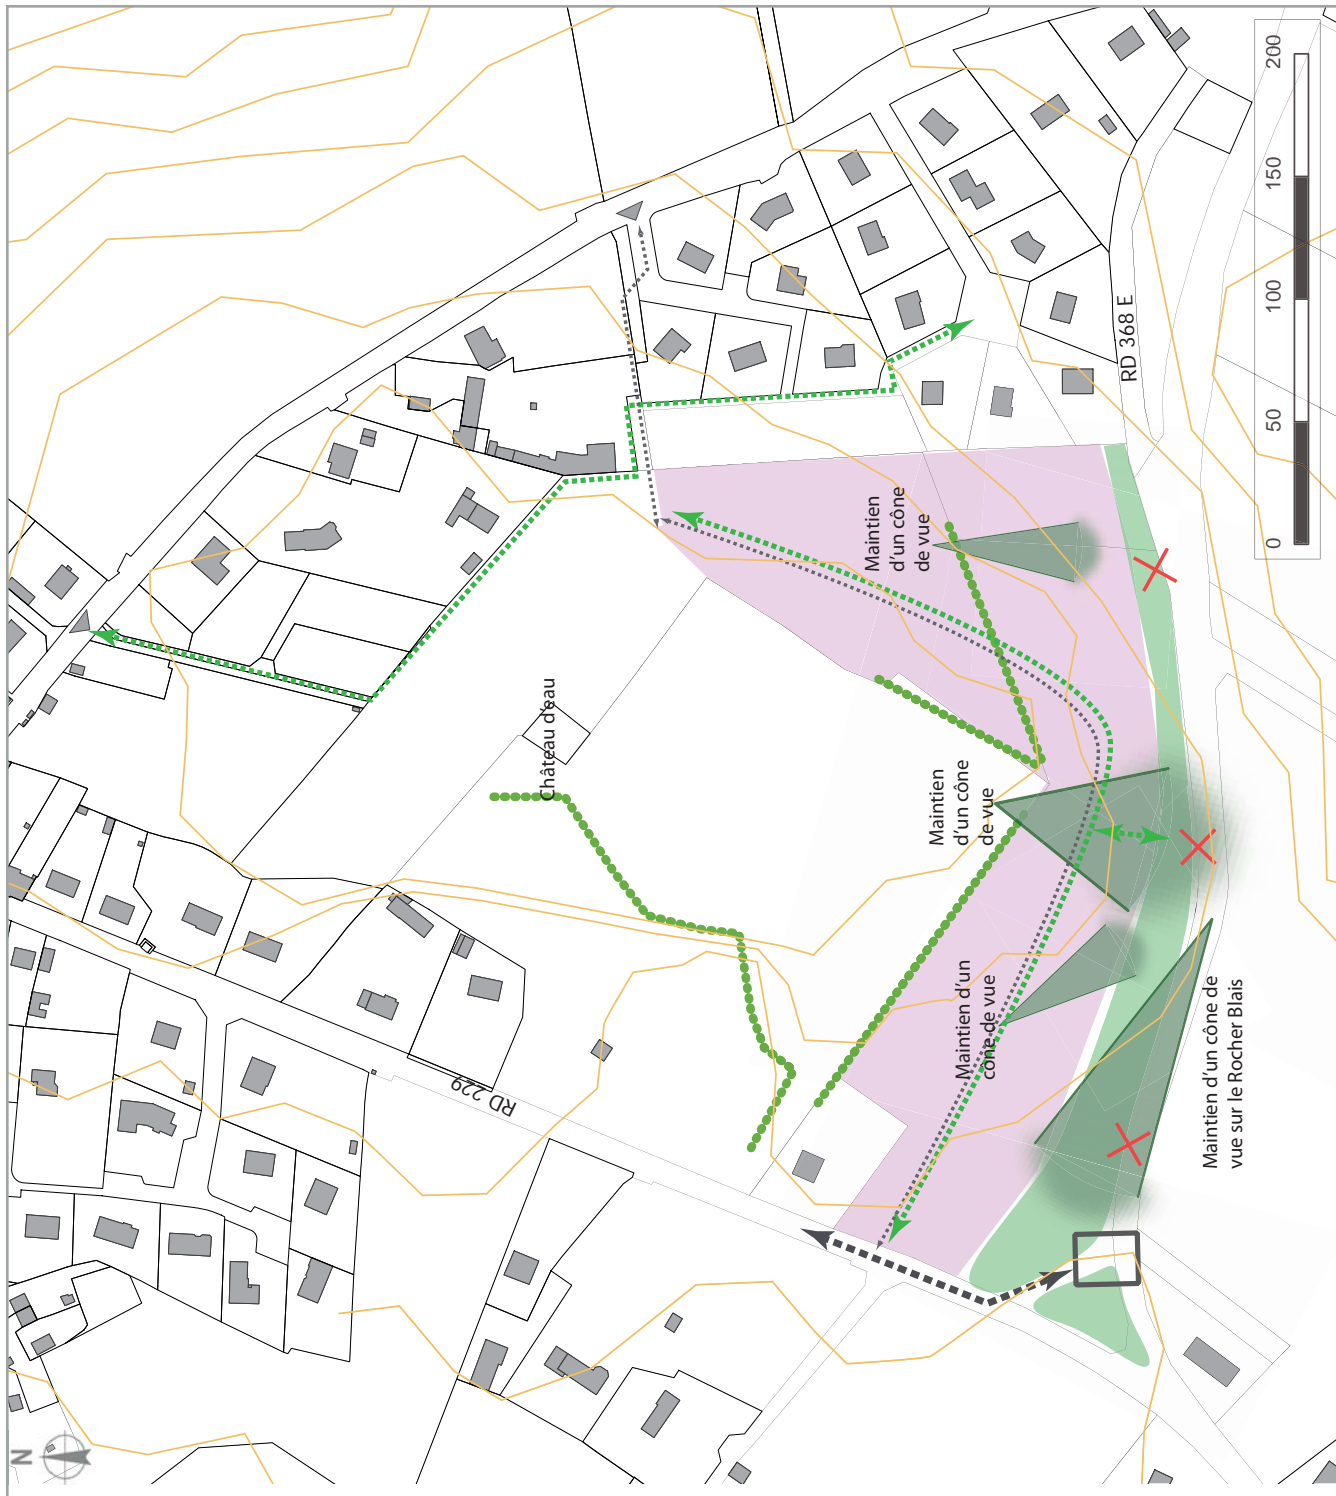 N
Château d'eau
RD 229
Maintien
d'un cône
de vue
Maintien
d'un cône
de vue
Maintien d'un
cône de vue
Maintien d'un cône de
vue sur le Rocher Blais
RD 368 E
0
50
100
150
200